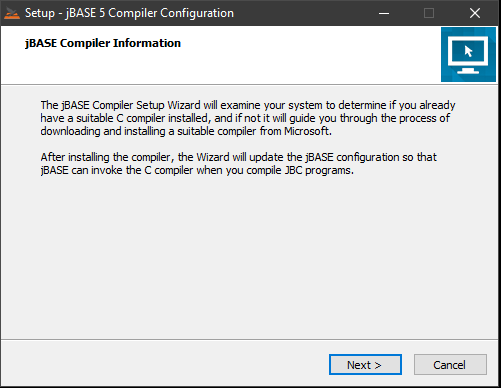 Setup - jBASE 5 Compiler Configuration
jBASE Compiler Information
The jBASE Compiler Setup Wizard will examine your system to determine if you already
have a suitable C compiler installed, and if not it will guide you through the process of
downloading and installing a suitable compiler from Microsoft.
After installing the compiler, the Wizard will update the jBASE configuration so that
jBASE can invoke the C compiler when you compile JBC programs.
Next >
Cancel